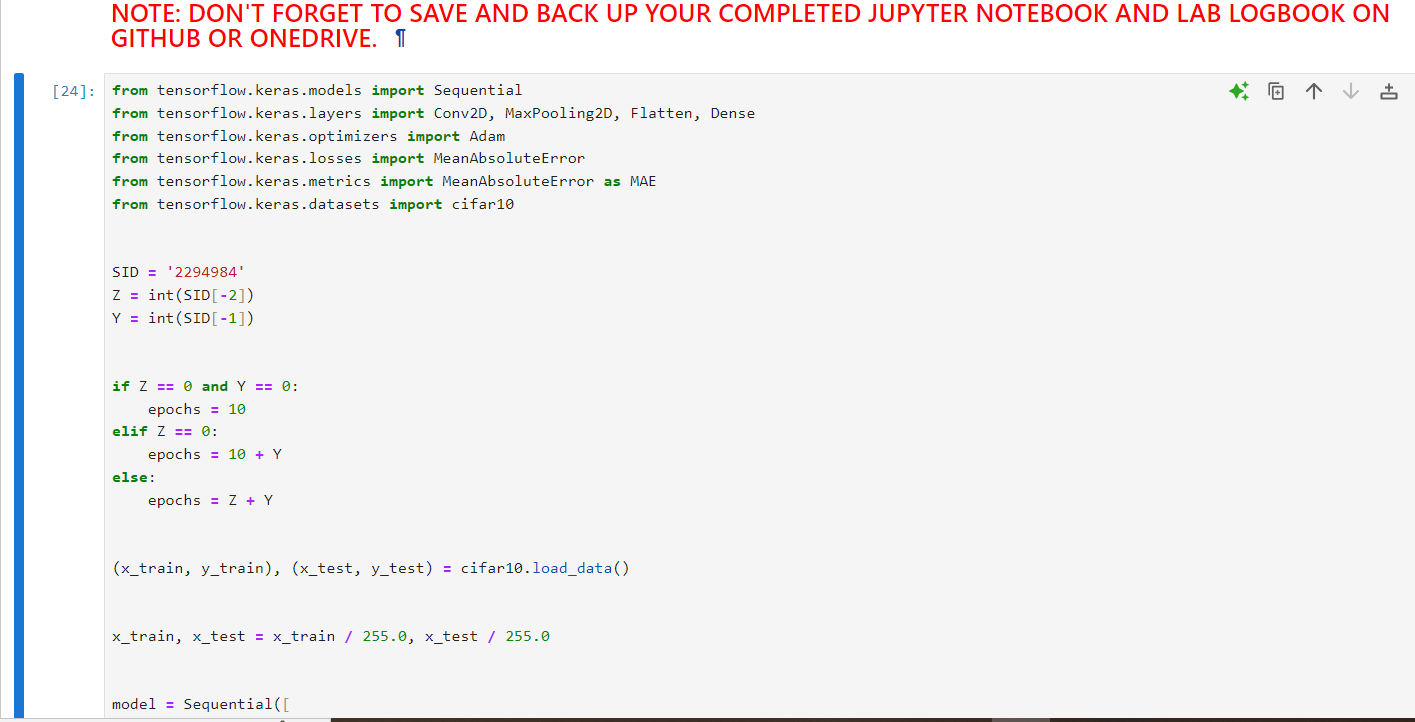 NOTE: DON'T FORGET TO SAVE AND BACK UP YOUR COMPLETED JUPYTER NOTEBOOK AND LAB LOGBOOK ON
GITHUB OR ONEDRIVE. ¶
[24]:
from tensorflow.keras.models import Sequential
from tensorflow.keras.layers import Conv2D, MaxPooling2D, Flatten, Dense
from tensorflow.keras.optimizers import Adam
from tensorflow.keras.losses import MeanAbsoluteError
from tensorflow.keras.metrics import MeanAbsoluteError as MAE
from tensorflow.keras.datasets import cifar10
SID = '2294984'
Z = int(SID[-2])
Y = int(SID[-1])
if Z == 0 and Y == 0:
    epochs = 10
elif Z == 0:
    epochs = 10 + Y
else:
    epochs = Z + Y
(x_train, y_train), (x_test, y_test) = cifar10.load_data()
x_train, x_test = x_train / 255.0, x_test / 255.0
model = Sequential([